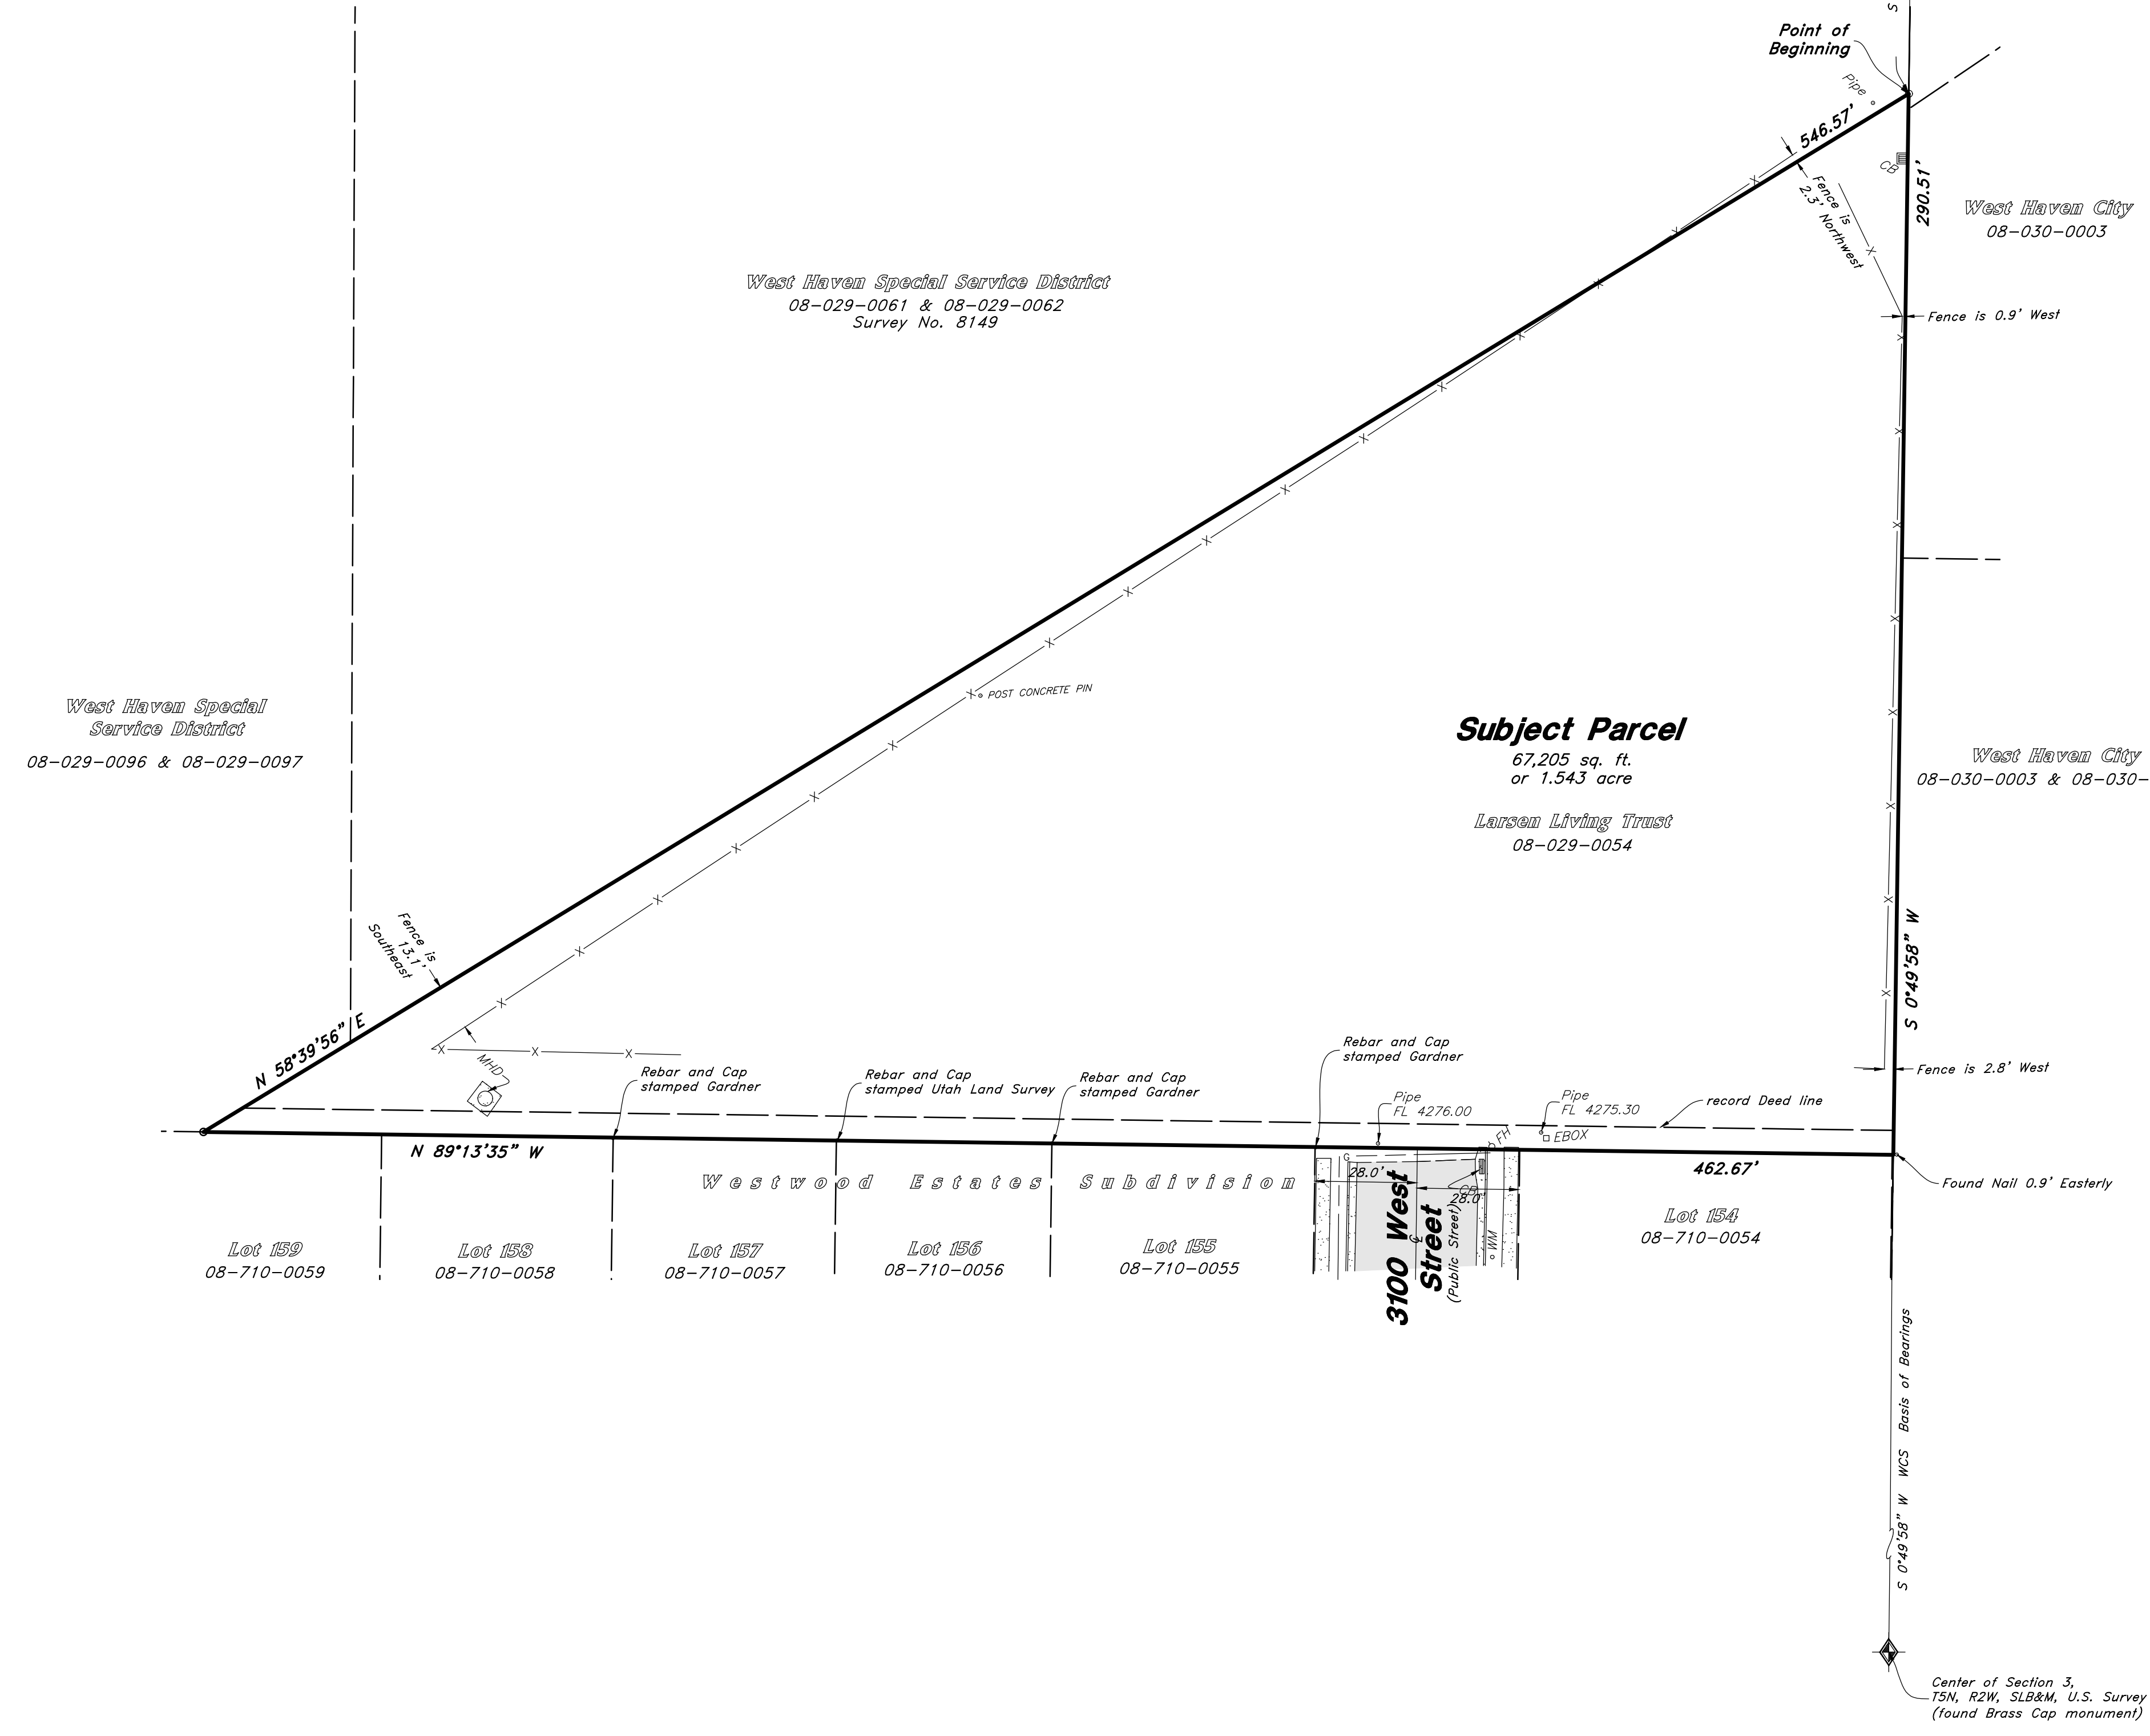 S
Point of
Beginning
Pipe
546.57'
CB
290.51'
Fence is
2.3' Northwest
West Haven City
08-030-0003
West Haven Special Service District
08-029-0061 & 08-029-0062
Survey No. 8149
Fence is 0.9' West
POST CONCRETE PIN
West Haven Special
Service District
08-029-0096 & 08-029-0097
Subject Parcel
67,205 sq. ft.
or 1.543 acre
Larsen Living Trust
08-029-0054
West Haven City
08-030-0003 & 08-030-
Fence is
13.1'
Southeast
S 0°49'58" W
N 58°39'56" E
MHD
Rebar and Cap
stamped Gardner
Rebar and Cap
stamped Utah Land Survey
Rebar and Cap
stamped Gardner
Rebar and Cap
stamped Gardner
Pipe
FL 4276.00
Pipe
FL 4275.30
EBOX
FH
record Deed line
Fence is 2.8' West
N 89°13'35" W
462.67'
Westwood Estates Subdivision
G
28.0'
28.0'
CB
3100 West
Street
(Public Street)
G
WM
Found Nail 0.9' Easterly
Lot 159
08-710-0059
Lot 158
08-710-0058
Lot 157
08-710-0057
Lot 156
08-710-0056
Lot 155
08-710-0055
Lot 154
08-710-0054
S 0°49'58" W WCS Basis of Bearings
Center of Section 3,
T5N, R2W, SLB&M, U.S. Survey
(found Brass Cap monument)